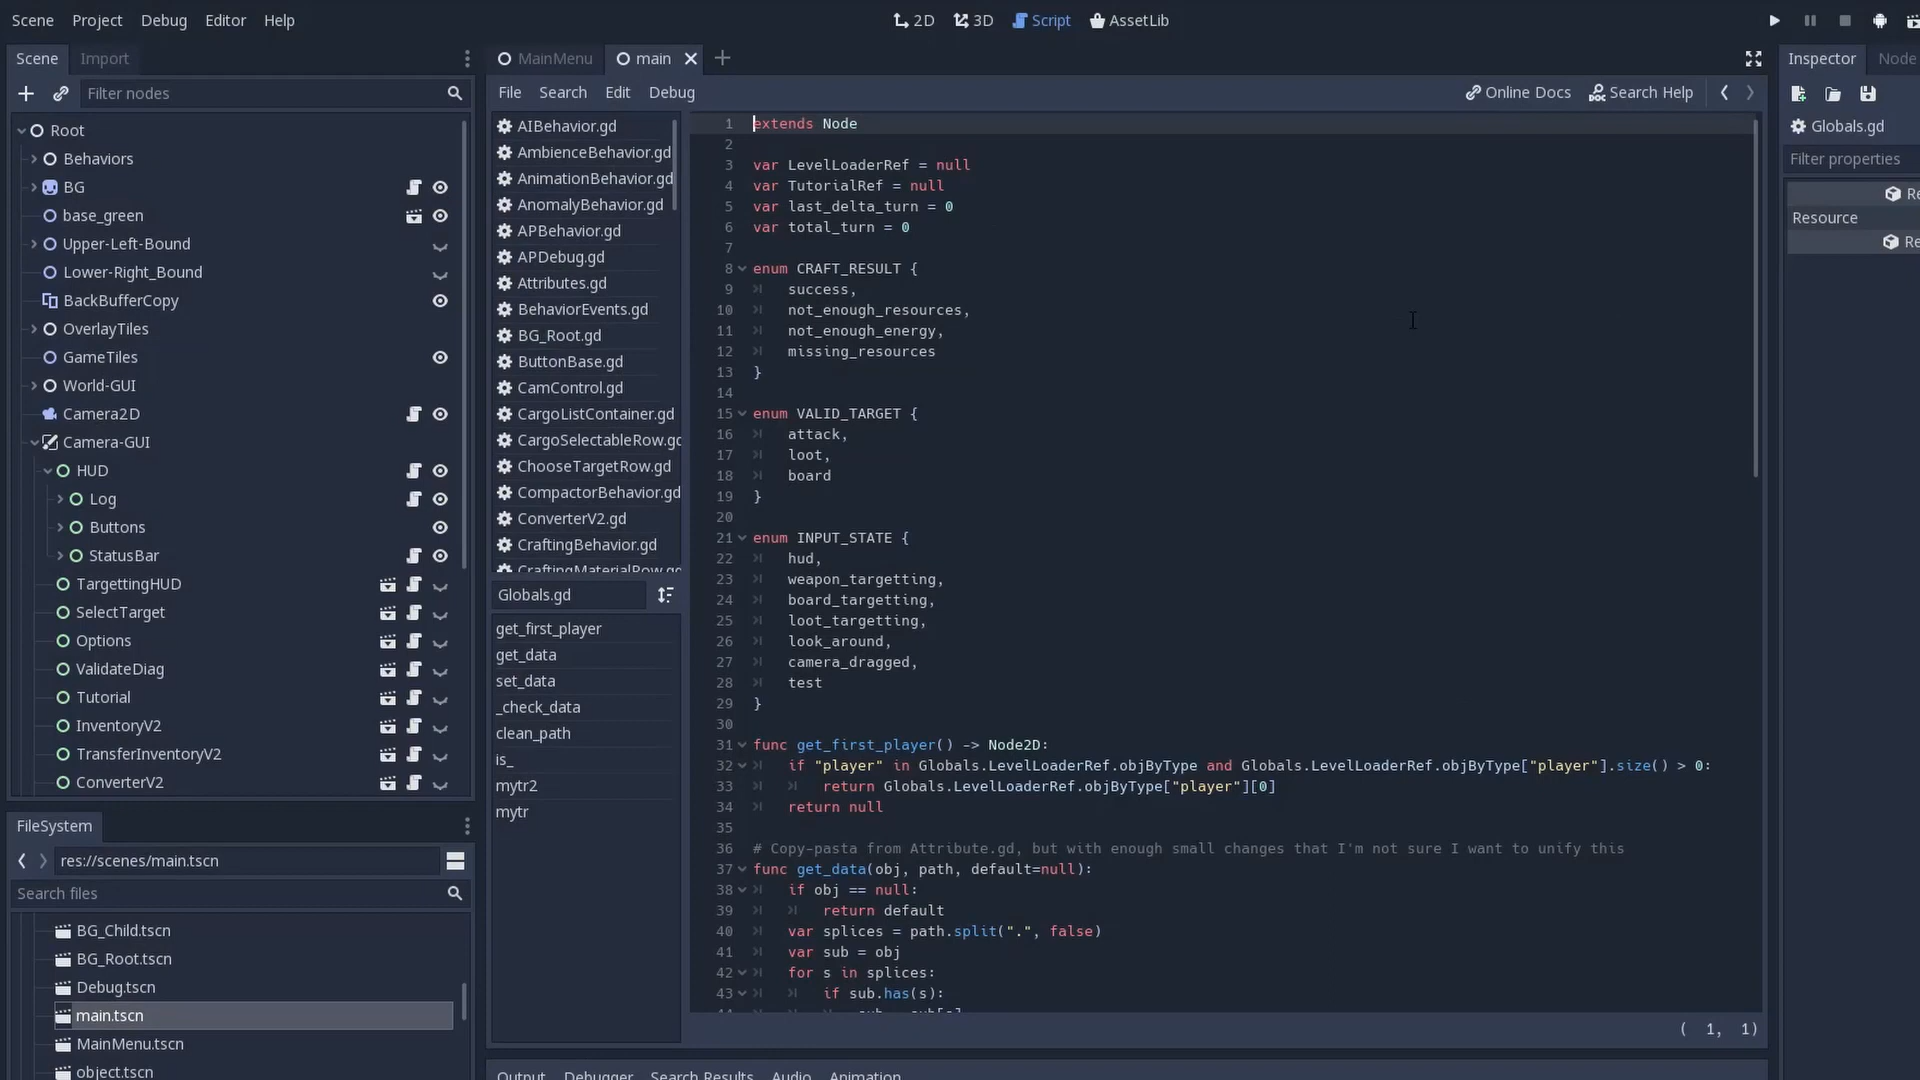 Scene Project Debug Editor Help
2D 3D Script AssetLib
Scene Import
Filter nodes
Root
Behaviors
BG
base_green
Upper-Left-Bound
Lower-Right_Bound
BackBufferCopy
OverlayTiles
GameTiles
World-GUI
Camera2D
Camera-GUI
HUD
Log
Buttons
StatusBar
TargettingHUD
SelectTarget
Options
ValidateDiag
Tutorial
InventoryV2
TransferInventoryV2
ConverterV2
FileSystem
res://scenes/main.tscn
Search files
BG_Child.tscn
BG_Root.tscn
Debug.tscn
main.tscn
MainMenu.tscn
object.tscn
MainMenu main
File Search Edit Debug
Online Docs Search Help
AIBehavior.gd
AmbienceBehavior.gd
AnimationBehavior.gd
AnomalyBehavior.gd
APBehavior.gd
APDebug.gd
Attributes.gd
BehaviorEvents.gd
BG_Root.gd
ButtonBase.gd
CamControl.gd
CargoListContainer.gd
CargoSelectableRow.gd
ChooseTargetRow.gd
CompactorBehavior.gd
ConverterV2.gd
CraftingBehavior.gd
CraftingMaterialRow.gd
Globals.gd
get_first_player
get_data
set_data
_check_data
clean_path
is_
mytr2
mytr
1 extends Node
2
3 var LevelLoaderRef = null
4 var TutorialRef = null
5 var last_delta_turn = 0
6 var total_turn = 0
7
8 enum CRAFT_RESULT {
9 success,
10 not_enough_resources,
11 not_enough_energy,
12 missing_resources
13 }
14
15 enum VALID_TARGET {
16 attack,
17 loot,
18 board
19 }
20
21 enum INPUT_STATE {
22 hud,
23 weapon_targetting,
24 board_targetting,
25 loot_targetting,
26 look_around,
27 camera_dragged,
28 test
29 }
30
31 func get_first_player() -> Node2D:
32 if "player" in Globals.LevelLoaderRef.objByType and Globals.LevelLoaderRef.objByType["player"].size() > 0:
33 return Globals.LevelLoaderRef.objByType["player"][0]
34 return null
35
36 # Copy-pasta from Attribute.gd, but with enough small changes that I'm not sure I want to unify this
37 func get_data(obj, path, default=null):
38 if obj == null:
39 return default
40 var splices = path.split(".", false)
41 var sub = obj
42 for s in splices:
43 if sub.has(s):
44 sub = sub[s]
( 1, 1)
Output Debugger Search Results Audio Animation
Inspector Node
Globals.gd
Filter properties
Re
Resource
Re